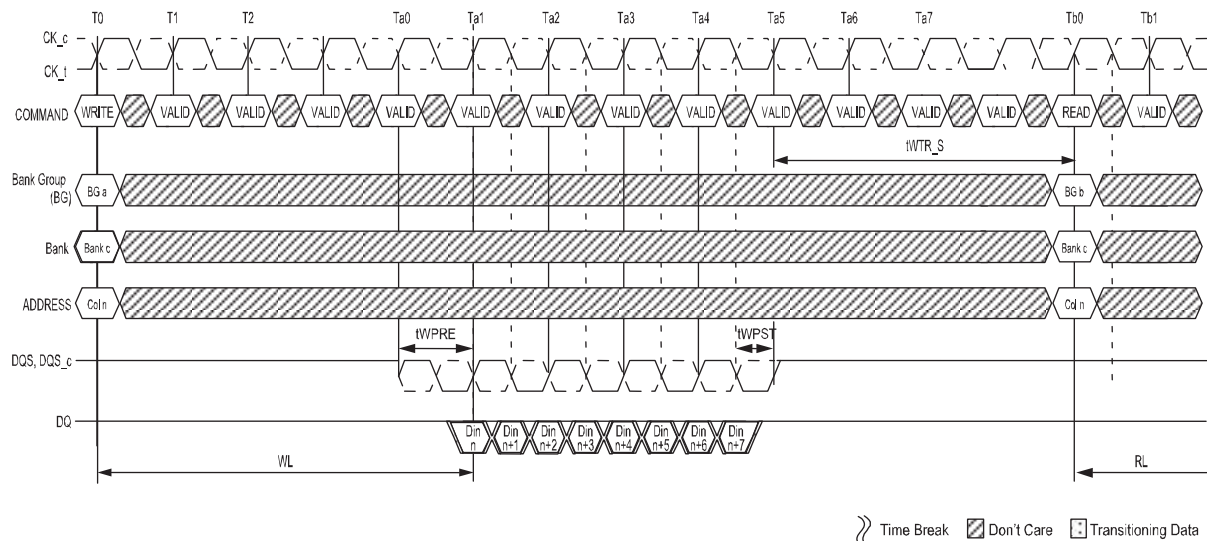 T0 T1 T2 Ta0 Ta1 Ta2 Ta3 Ta4 Ta5 Ta6 Ta7 Tb0 Tb1
CK_c
CK_t
COMMAND WRITE VALID VALID VALID VALID VALID VALID VALID VALID VALID VALID VALID VALID READ VALID
tWTR_S
Bank Group
(BG) BG a BG b
Bank Bank c Bank c
ADDRESS Col n Col n
tWPRE tWPST
DQS, DQS_c
DQ Din Din Din Din Din Din Din Din
n n+1 n+2 n+3 n+4 n+5 n+6 n+7
WL RL
Time Break Don't Care Transitioning Data